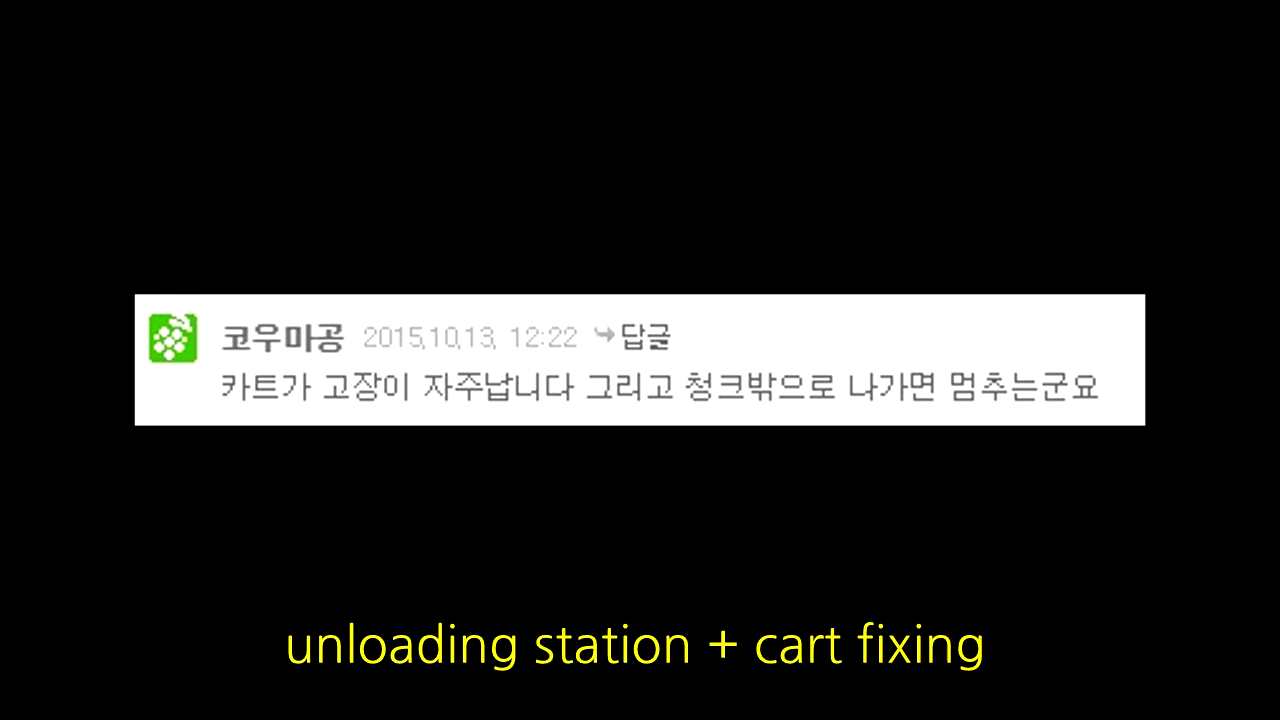 코우마공 2015.10.13. 12:22 답글
카트가 고장이 자주납니다 그리고 청크밖으로 나가면 멈추는군요
unloading station + cart fixing